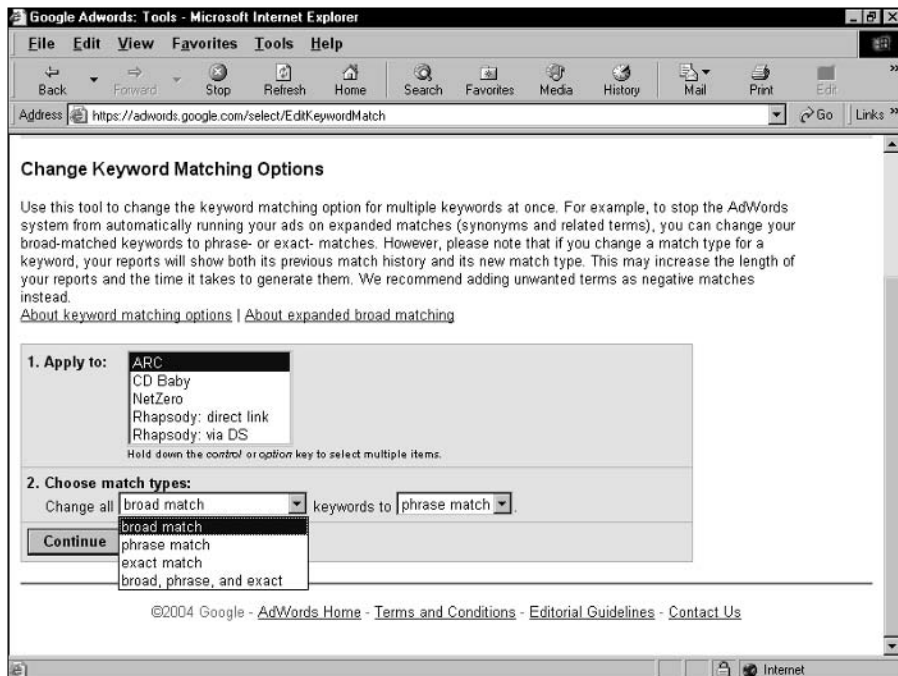 Google Adwords: Tools - Microsoft Internet Explorer
File Edit View Favorites Tools Help
Back Forward Stop Refresh Home Search Favorites Media History Mail Print Edit
Address https://adwords.google.com/select/EditKeywordMatch Go Links
Change Keyword Matching Options
Use this tool to change the keyword matching option for multiple keywords at once. For example, to stop the AdWords
system from automatically running your ads on expanded matches (synonyms and related terms), you can change your
broad-matched keywords to phrase- or exact- matches. However, please note that if you change a match type for a
keyword, your reports will show both its previous match history and its new match type. This may increase the length of
your reports and the time it takes to generate them. We recommend adding unwanted terms as negative matches
instead.
About keyword matching options | About expanded broad matching
1. Apply to: ARC
CD Baby
NetZero
Rhapsody: direct link
Rhapsody: via DS
Hold down the control or option key to select multiple items.
2. Choose match types:
Change all broad match keywords to phrase match .
broad match
Continue phrase match
exact match
broad, phrase, and exact
©2004 Google - AdWords Home - Terms and Conditions - Editorial Guidelines - Contact Us
Internet